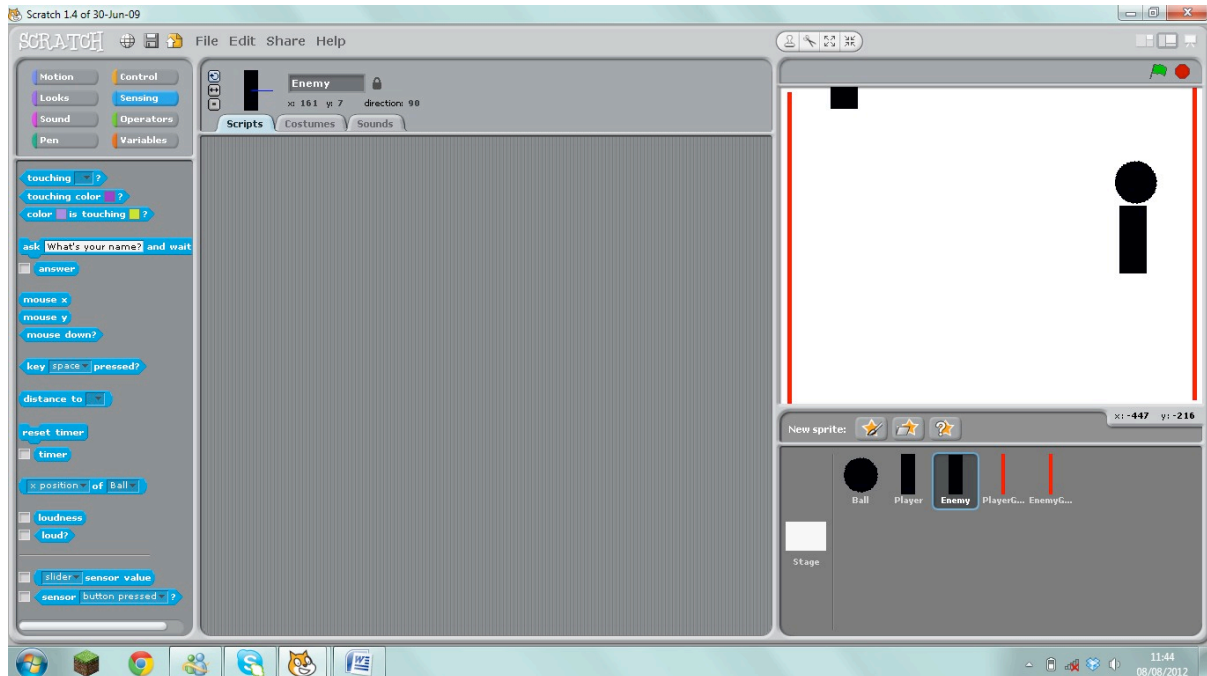 Scratch 1.4 of 30-Jun-09
SCRATCH File Edit Share Help
Motion Control
Looks Sensing
Sound Operators
Pen Variables
Enemy
x: 161 y: 7 direction: 90
Scripts Costumes Sounds
touching ?
touching color ?
color is touching ?
ask What's your name? and wait
answer
mouse x
mouse y
mouse down?
key space pressed?
distance to
reset timer
timer
x position of Ball
loudness
loud?
slider sensor value
sensor button pressed ?
x: -447 y: -216
New sprite:
Ball Player Enemy PlayerG... EnemyG...
Stage
11:44
08/08/2012